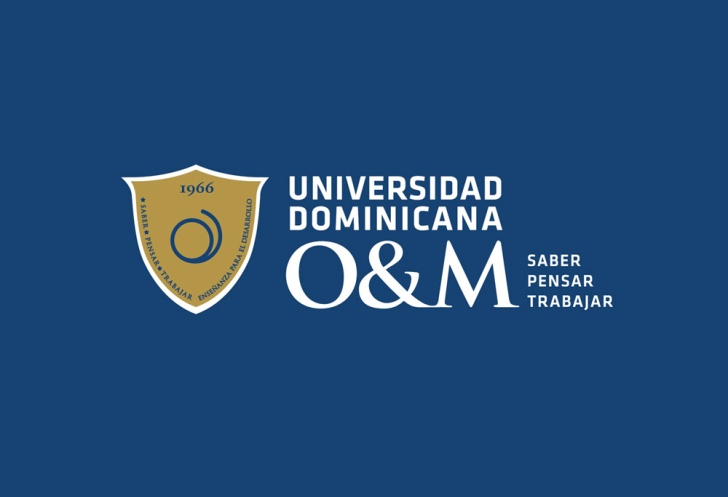 1966
★ SABER ★ PENSAR ★ TRABAJAR
ENSEÑANZA PARA EL DESARROLLO
UNIVERSIDAD
DOMINICANA
O&M
SABER
PENSAR
TRABAJAR